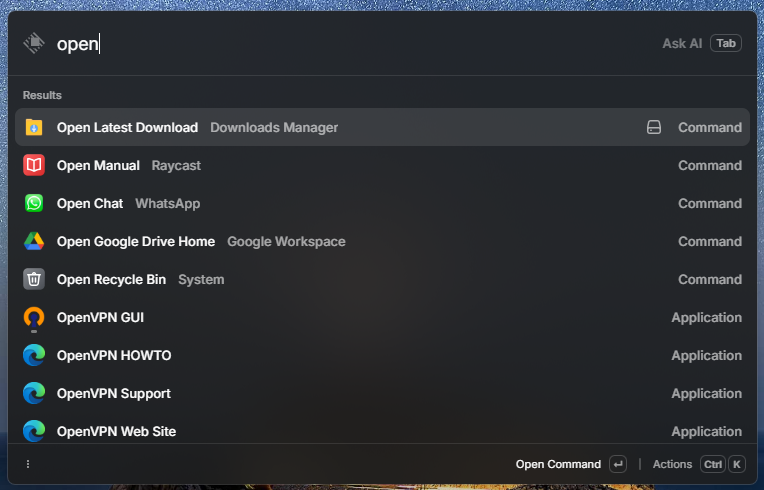 open Ask AI Tab
Results
Open Latest Download Downloads Manager Command
Open Manual Raycast Command
Open Chat WhatsApp Command
Open Google Drive Home Google Workspace Command
Open Recycle Bin System Command
OpenVPN GUI Application
OpenVPN HOWTO Application
OpenVPN Support Application
OpenVPN Web Site Application
Open Command ↵ | Actions Ctrl K